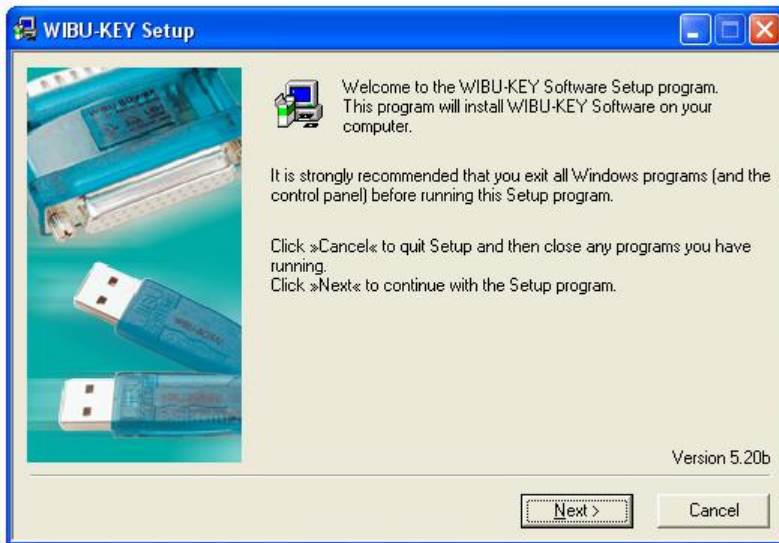 WIBU-KEY Setup
Welcome to the WIBU-KEY Software Setup program.
This program will install WIBU-KEY Software on your
computer.
It is strongly recommended that you exit all Windows programs (and the
control panel) before running this Setup program.
Click »Cancel« to quit Setup and then close any programs you have
running.
Click »Next« to continue with the Setup program.
Version 5.20b
Next >
Cancel